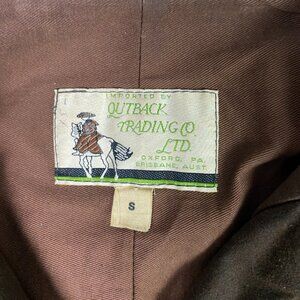 IMPORTED BY
OUTBACK
TRADING CO.
LTD.
OXFORD, PA.
BRISBANE, AUST.
S